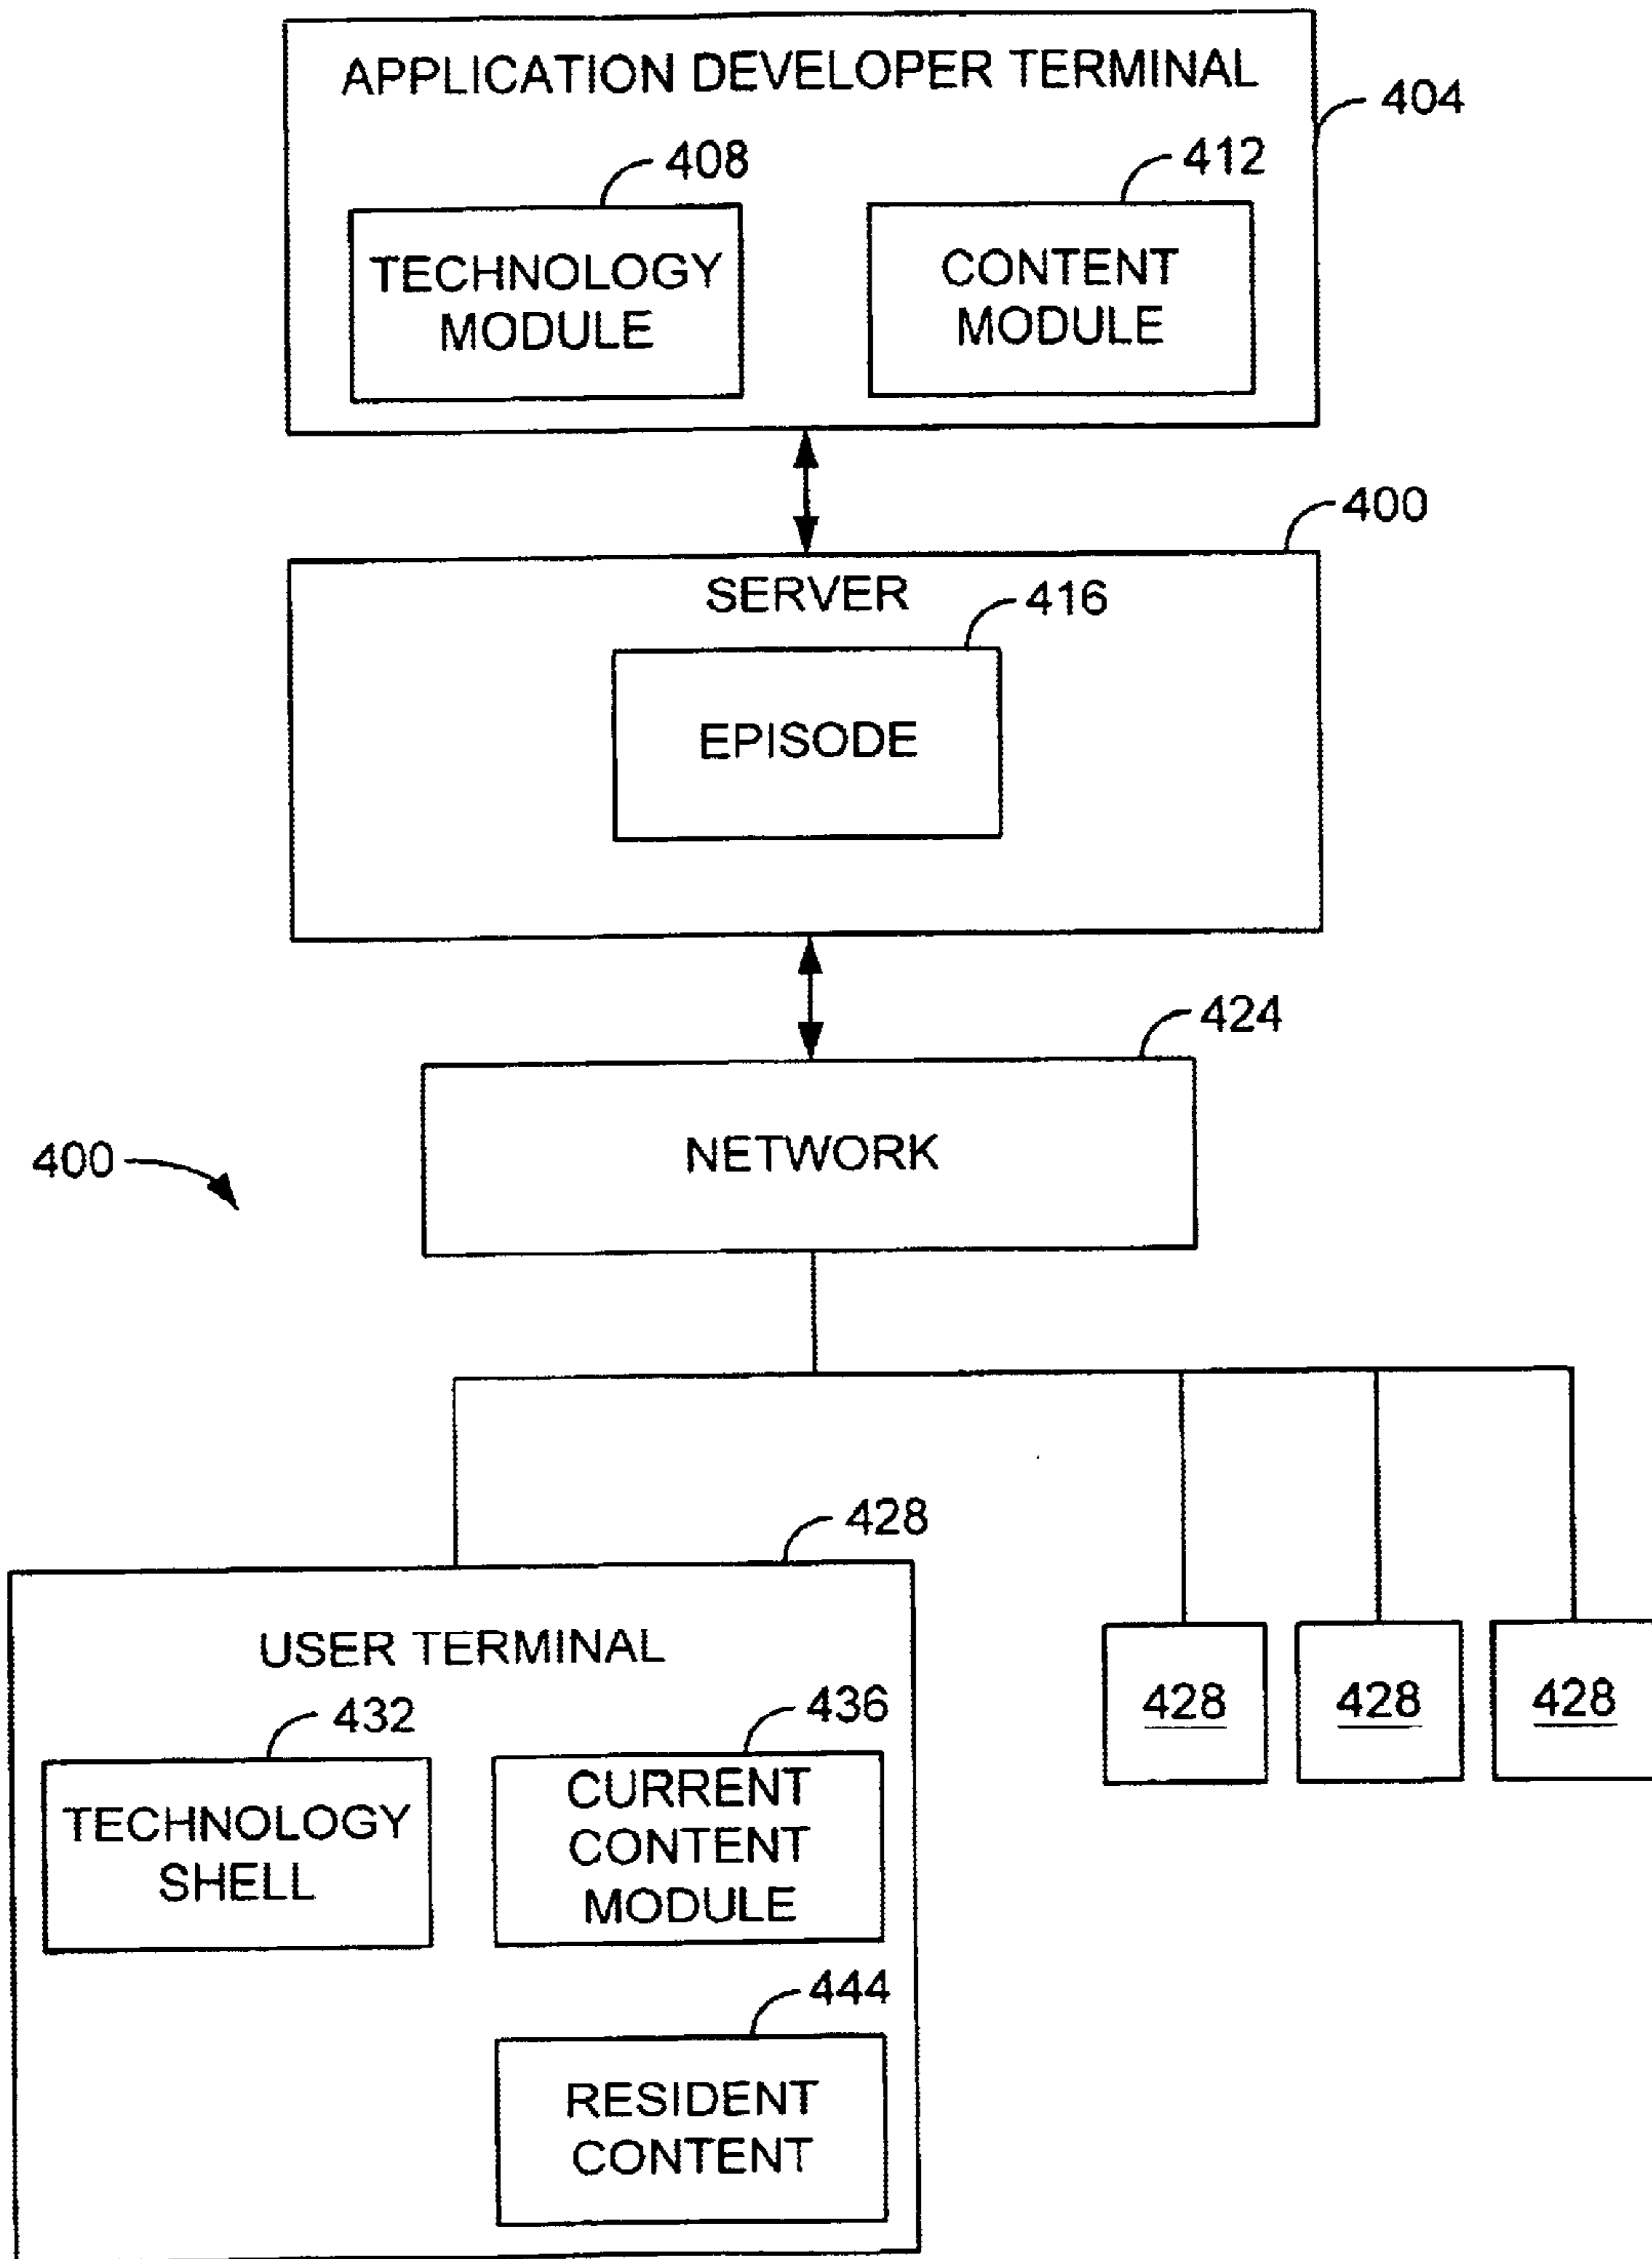 APPLICATION DEVELOPER TERMINAL
404
408
412
TECHNOLOGY
MODULE
CONTENT
MODULE
400
SERVER
416
EPISODE
424
NETWORK
400
428
USER TERMINAL
432
436
TECHNOLOGY
SHELL
CURRENT
CONTENT
MODULE
444
RESIDENT
CONTENT
428
428
428